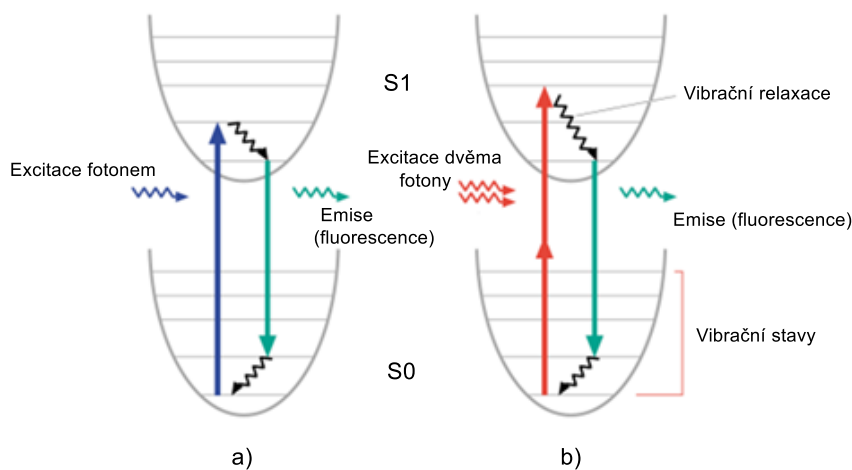 S1
Vibrační relaxace
Excitace fotonem
Excitace dvěma
fotony
Emise
(fluorescence)
Emise (fluorescence)
Vibrační stavy
S0
a)
b)